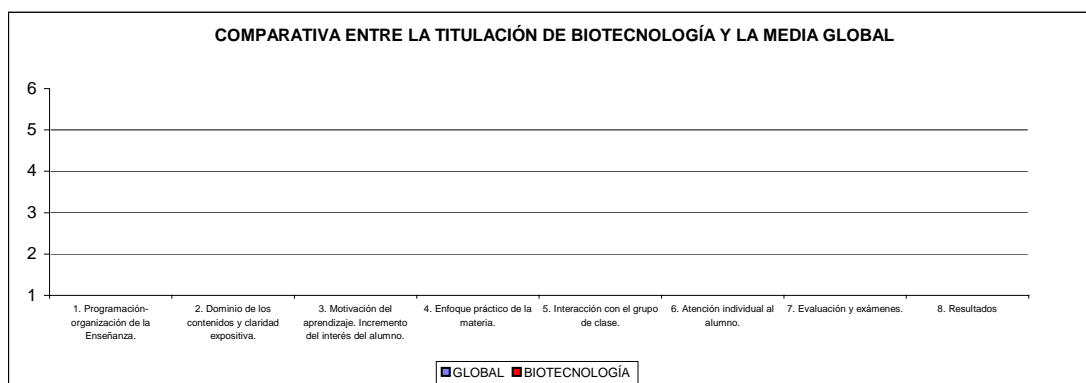 COMPARATIVA ENTRE LA TITULACIÓN DE BIOTECNOLOGÍA Y LA MEDIA GLOBAL
6
5
4
3
2
1
1. Programación-
organización de la
Enseñanza.
2. Dominio de los
contenidos y claridad
expositiva.
3. Motivación del
aprendizaje. Incremento
del interés del alumno.
4. Enfoque práctico de la
materia.
5. Interacción con el grupo
de clase.
6. Atención individual al
alumno.
7. Evaluación y exámenes.
8. Resultados
GLOBAL BIOTECNOLOGÍA